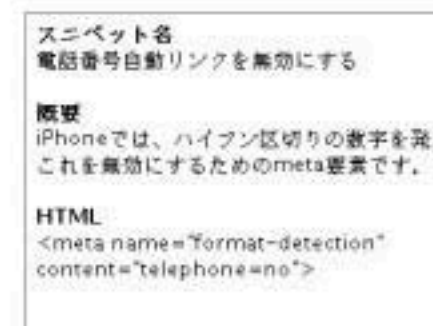 スニペット名
電話番号自動リンクを無効にする
概要
iPhoneでは、ハイフン区切りの数字を発
これを無効にするためのmeta要素です。
HTML
<meta name="format-detection"
content="telephone=no">